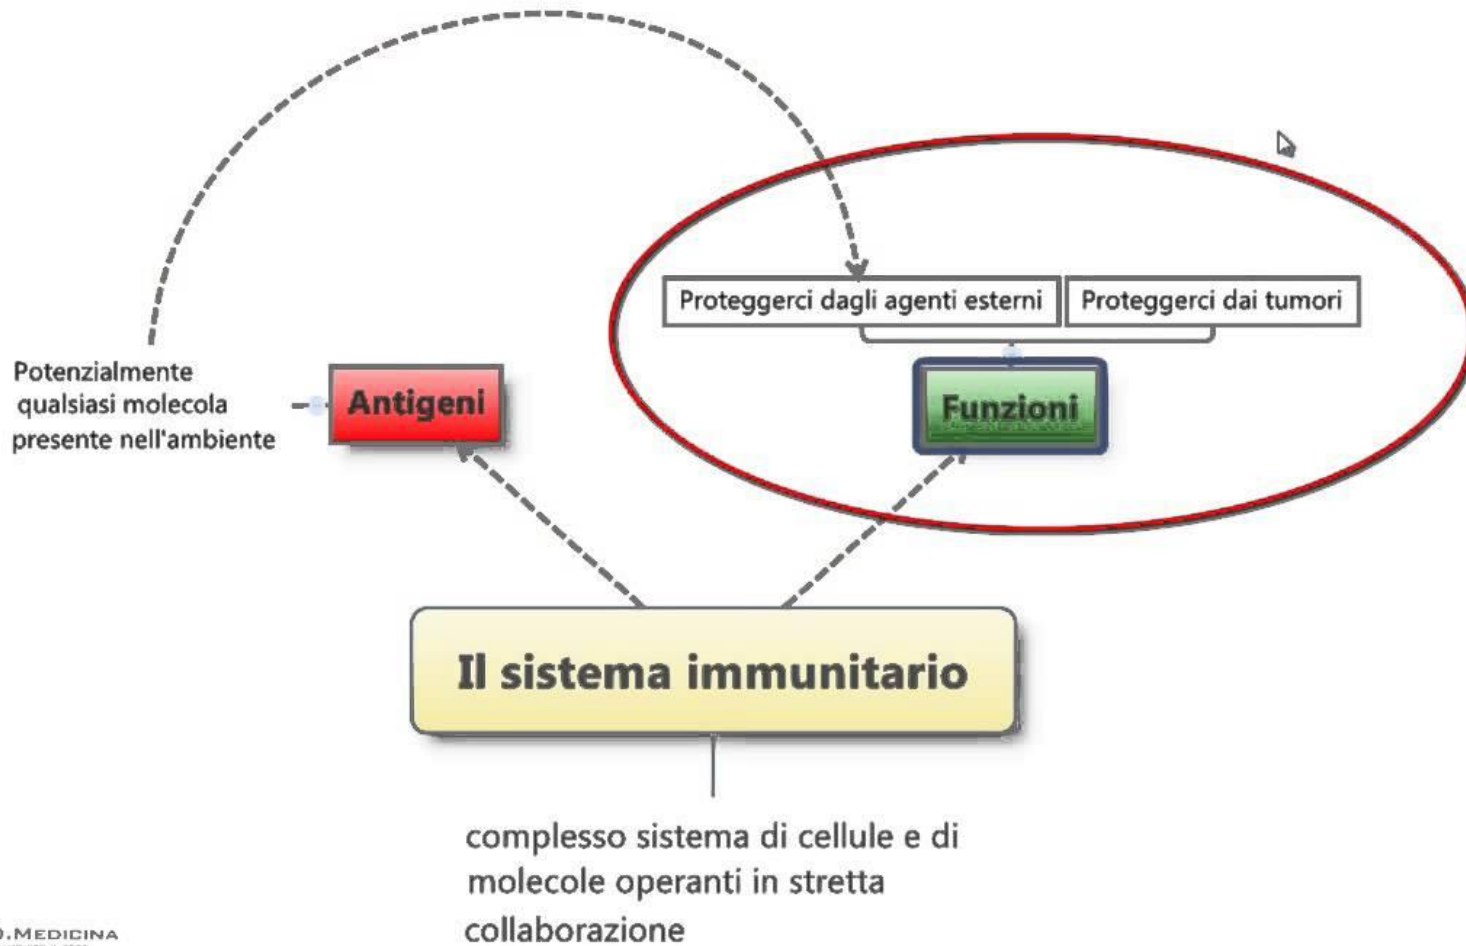 Proteggerci dagli agenti esterni
Proteggerci dai tumori
Potenzialmente
qualsiasi molecola
presente nell'ambiente
Antigeni
Funzioni
Il sistema immunitario
complesso sistema di cellule e di
molecole operanti in stretta
collaborazione
.MEDICINA